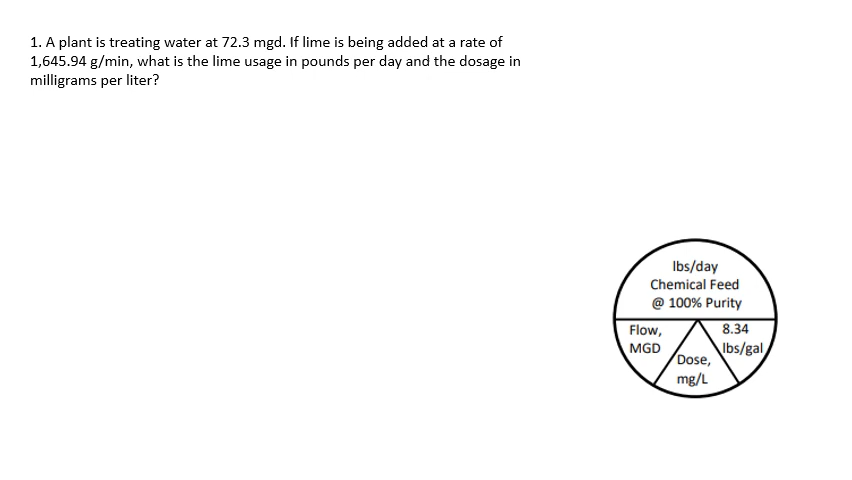 1. A plant is treating water at 72.3 mgd. If lime is being added at a rate of
1,645.94 g/min, what is the lime usage in pounds per day and the dosage in
milligrams per liter?
lbs/day
Chemical Feed
@ 100% Purity
Flow,
MGD
Dose,
mg/L
8.34
lbs/gal